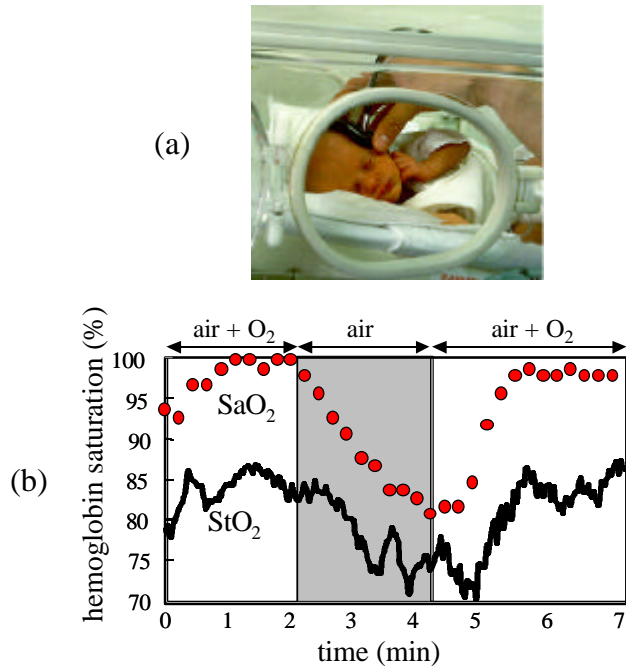 (a)
(b)
air + O₂
air
air + O₂
hemoglobin saturation (%)
100
95
90
85
80
75
70
SaO₂
StO₂
0
1
2
3
4
5
6
7
time (min)